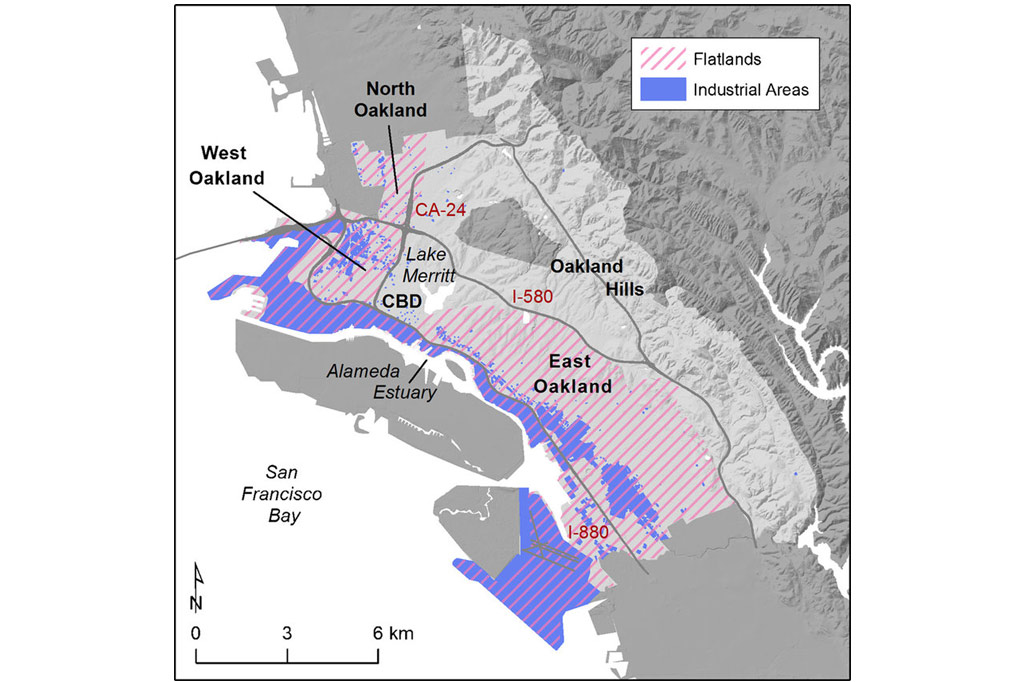 Flatlands
Industrial Areas
North
Oakland
West
Oakland
CA-24
Lake
Merritt
Oakland
Hills
I-580
CBD
East
Oakland
Alameda
Estuary
San
Francisco
Bay
I-880
N
0 3 6 km